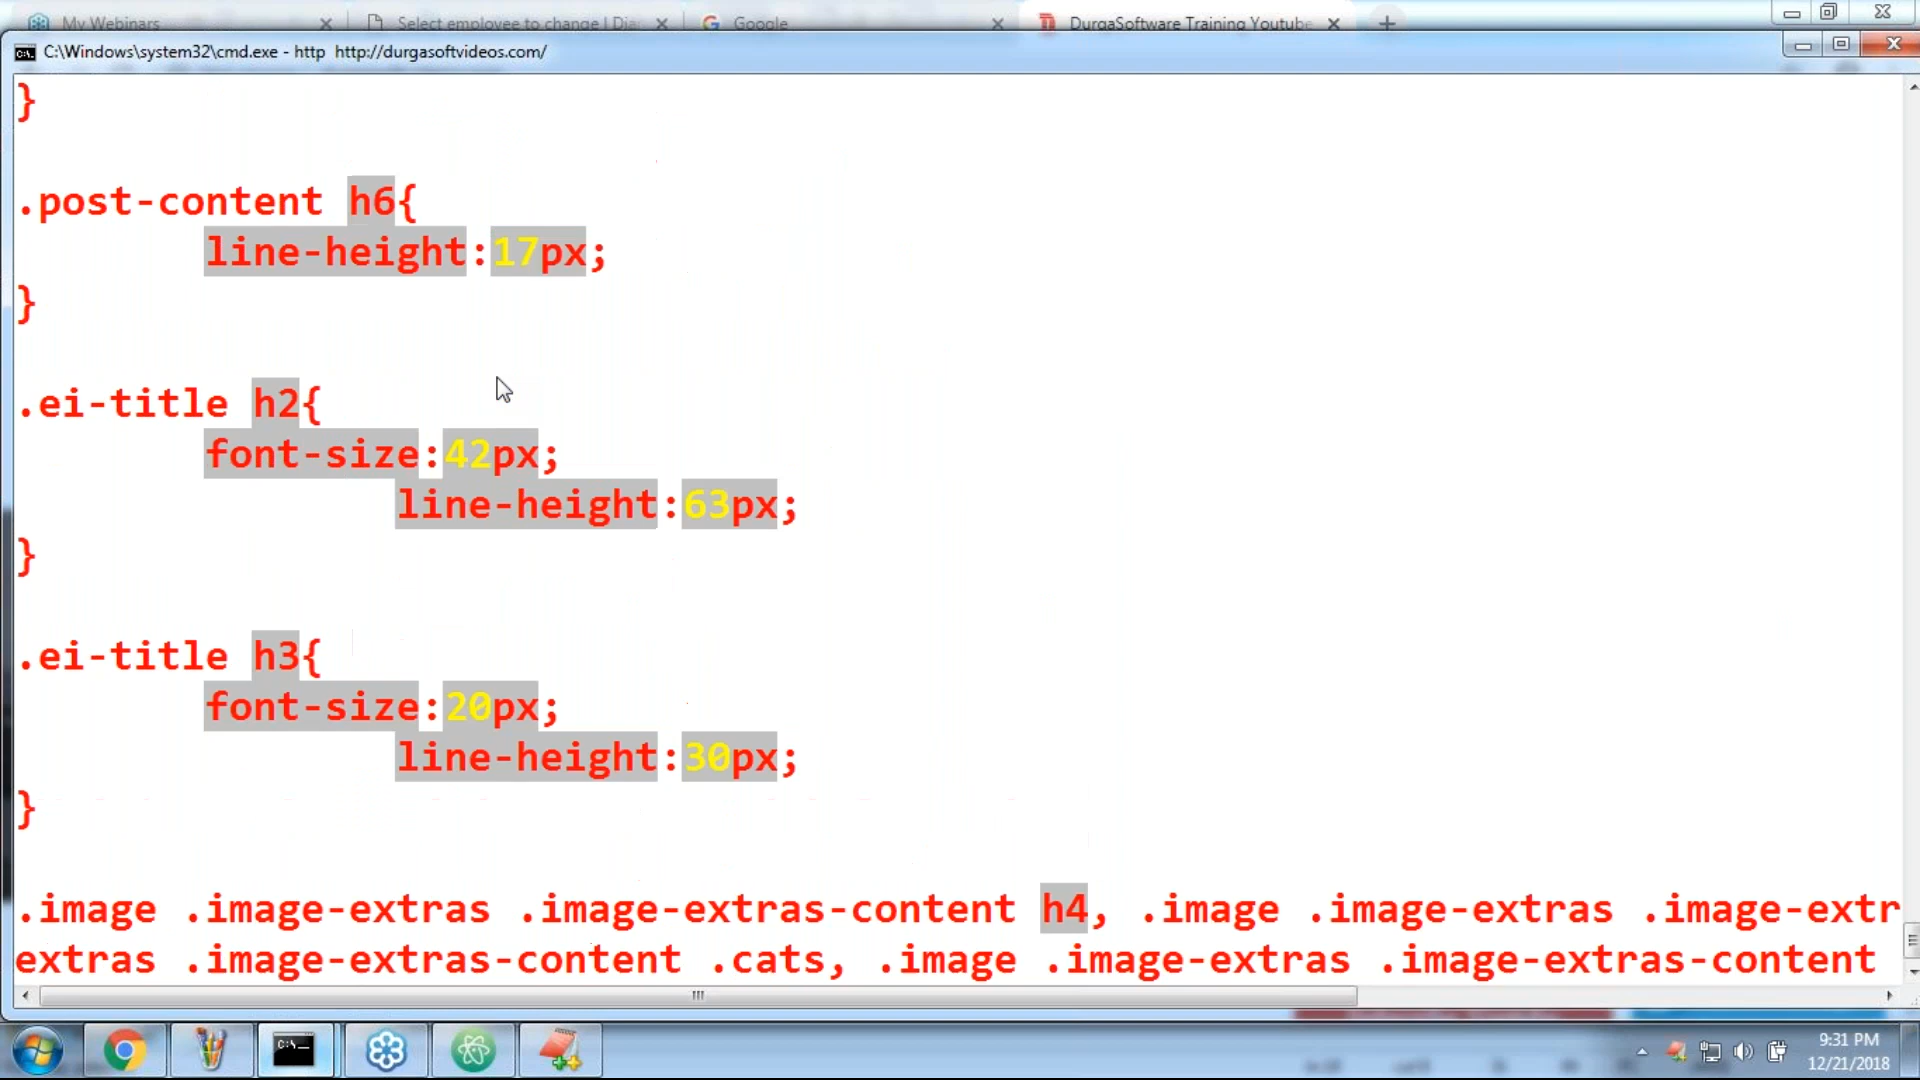 My Webinars
Select employee to change | Dja
Google
DurgaSoftware Training Youtube
C:\Windows\system32\cmd.exe - http http://durgasoftvideos.com/
}
.post-content h6{
line-height:17px;
}
.ei-title h2{
font-size:42px;
line-height:63px;
}
.ei-title h3{
font-size:20px;
line-height:30px;
}
.image .image-extras .image-extras-content h4, .image .image-extras .image-extr
extras .image-extras-content .cats, .image .image-extras .image-extras-content
9:31 PM
12/21/2018